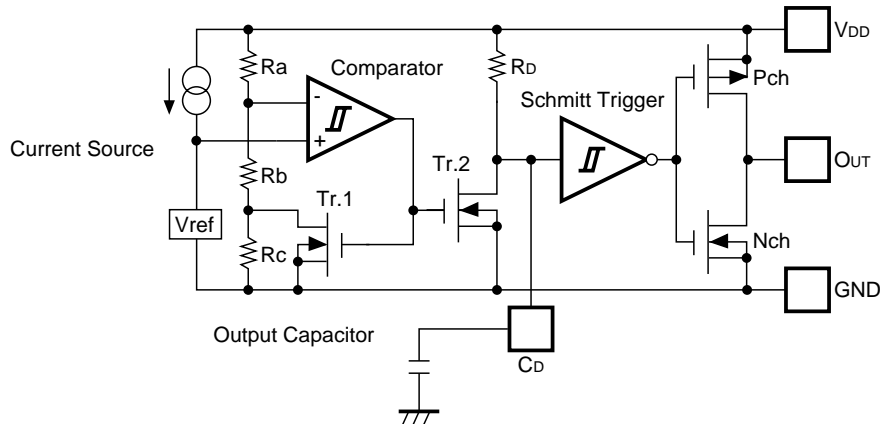 VDD
Ra
RD
Comparator
Pch
Schmitt Trigger
-
+
Current Source
OUT
Rb
Tr.2
Tr.1
Vref
Nch
Rc
GND
Output Capacitor
CD